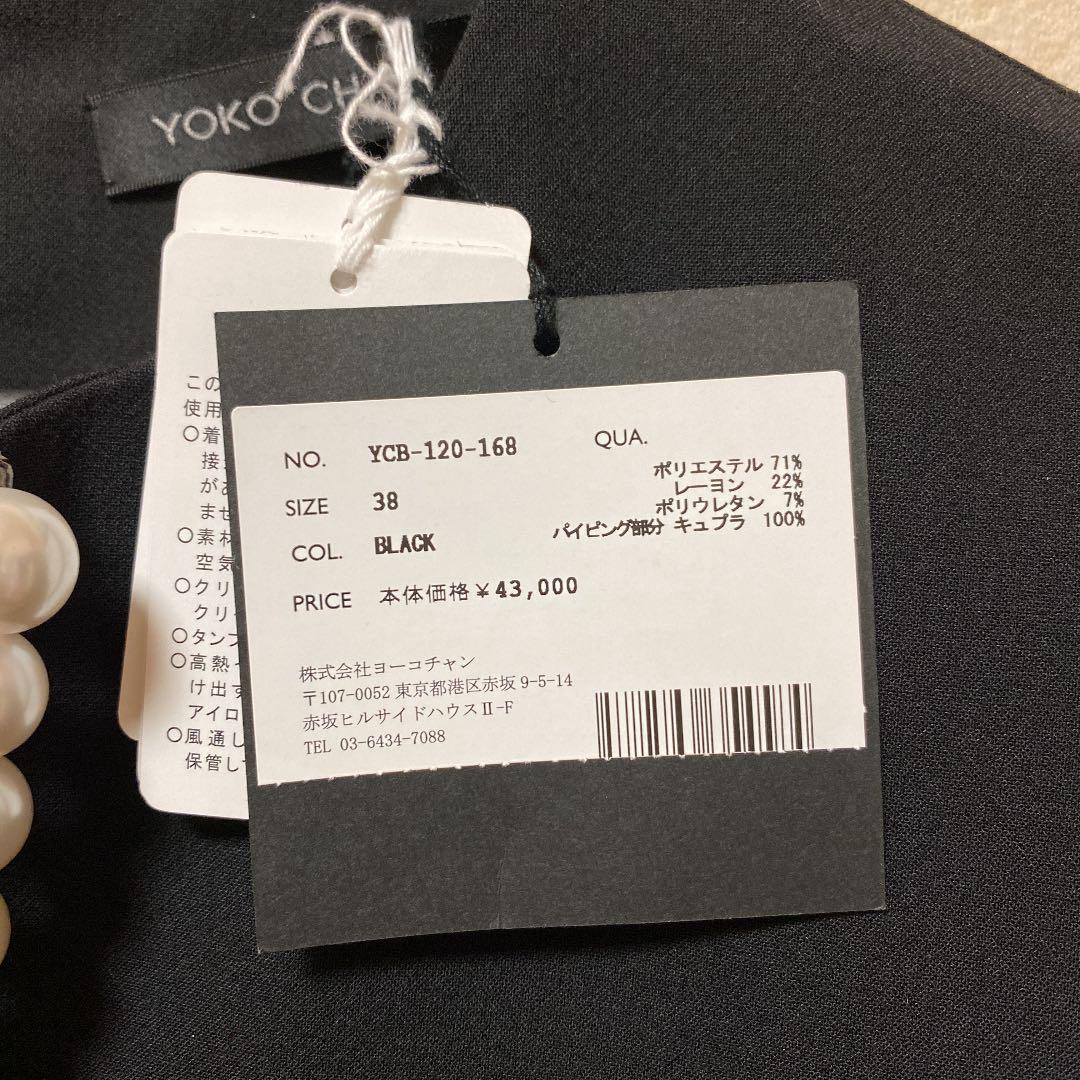 YOKO
NO. YCB-120-168
SIZE 38
COL. BLACK
PRICE 本体価格¥43,000
QUA.
ポリエステル 71%
レーヨン 22%
ポリウレタン 7%
パイピング部分 キュプラ 100%
株式会社ヨーコチャン
〒107-0052 東京都港区赤坂 9-5-14
赤坂ヒルサイドハウスⅡ-F
TEL 03-6434-7088
この
使用
○着
接
が
ませ
○素材
空気
○クリ
クリ
○タンブ
○高熱
け出す
アイロ
○風通し
保管し